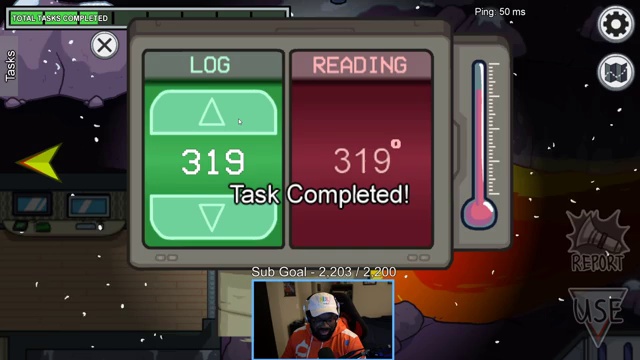 TOTAL TASKS COMPLETED
Ping: 50 ms
Tasks
LOG
READING
319
319°
Task Completed!
REPORT
Sub Goal - 2,203 / 2,200
USE